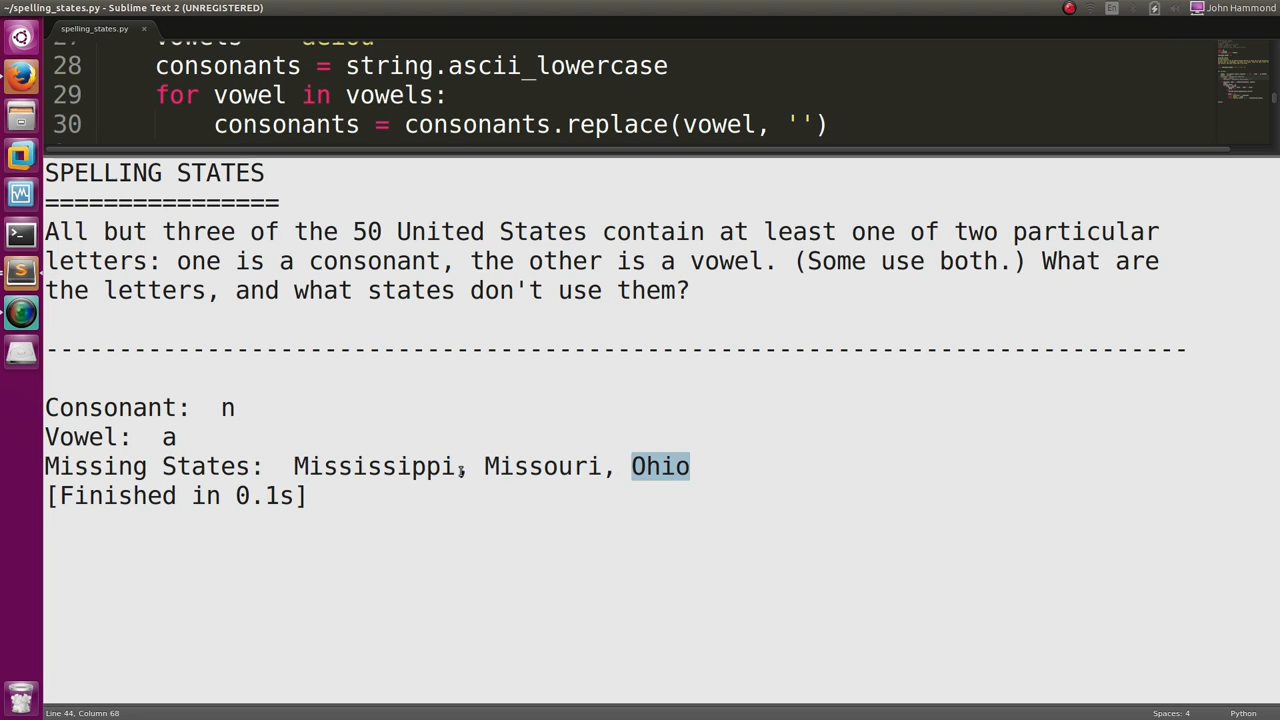 ~/spelling_states.py - Sublime Text 2 (UNREGISTERED)
En
John Hammond
spelling_states.py ×
28 consonants = string.ascii_lowercase
29 for vowel in vowels:
30 consonants = consonants.replace(vowel, '')
SPELLING STATES
================
All but three of the 50 United States contain at least one of two particular
letters: one is a consonant, the other is a vowel. (Some use both.) What are
the letters, and what states don't use them?
------------------------------------------------------------------------------
Consonant:  n
Vowel:  a
Missing States:  Mississippi, Missouri, Ohio
[Finished in 0.1s]
Line 44, Column 68
Spaces: 4
Python